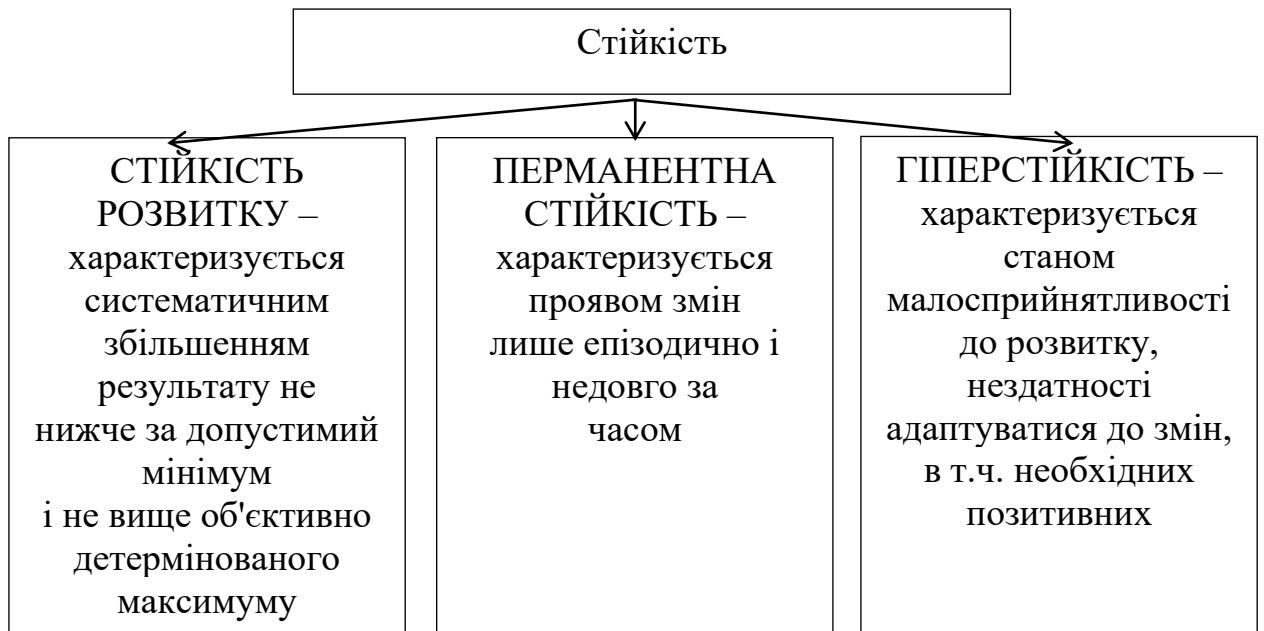 Стійкість
СТІЙКІСТЬ
РОЗВИТКУ –
характеризується
систематичним
збільшенням
результату не
нижче за допустимий
мінімум
і не вище об'єктивно
детермінованого
максимуму
ПЕРМАНЕНТНА
СТІЙКІСТЬ –
характеризується
проявом змін
лише епізодично і
недовго за
часом
ГІПЕРСТІЙКІСТЬ –
характеризується
станом
малосприйнятливості
до розвитку,
нездатності
адаптуватися до змін,
в т.ч. необхідних
позитивних